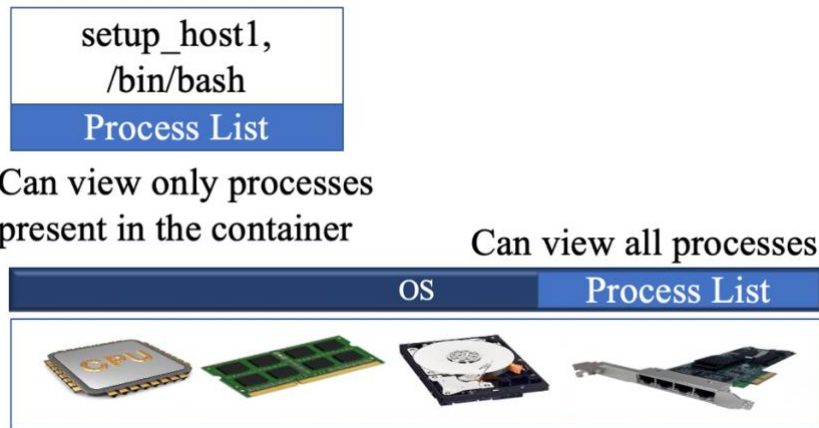 setup_host1,
/bin/bash
Process List
Can view only processes
present in the container
Can view all processes
OS
Process List
CPU